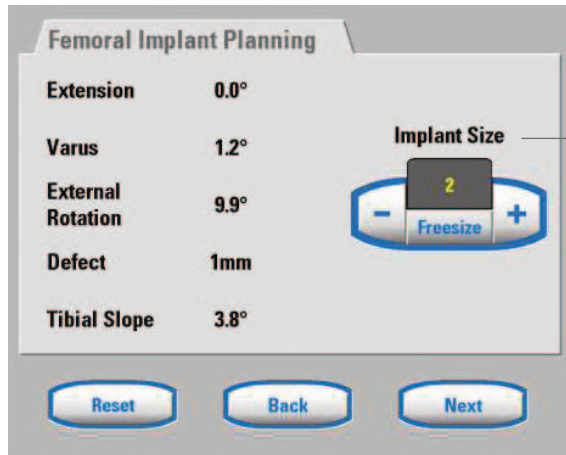 Femoral Implant Planning
Extension 0.0°
Varus 1.2°
External
Rotation 9.9°
Defect 1mm
Tibial Slope 3.8°
Implant Size
2
- Freesize +
Reset Back Next